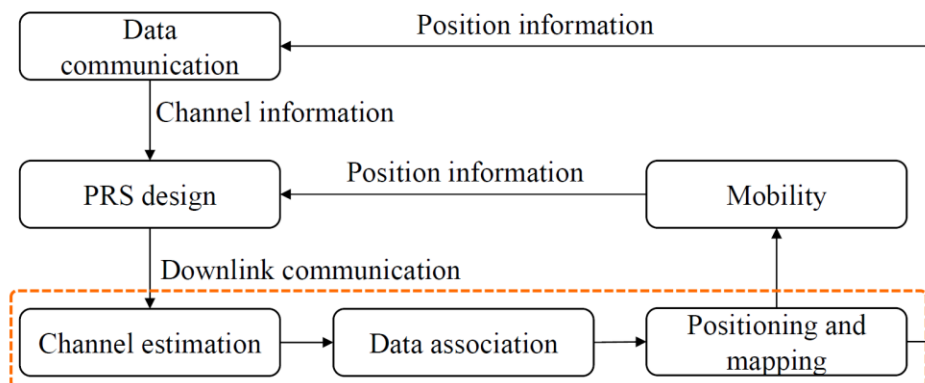 Data
communication
Position information
Channel information
PRS design
Position information
Mobility
Downlink communication
Channel estimation
Data association
Positioning and
mapping